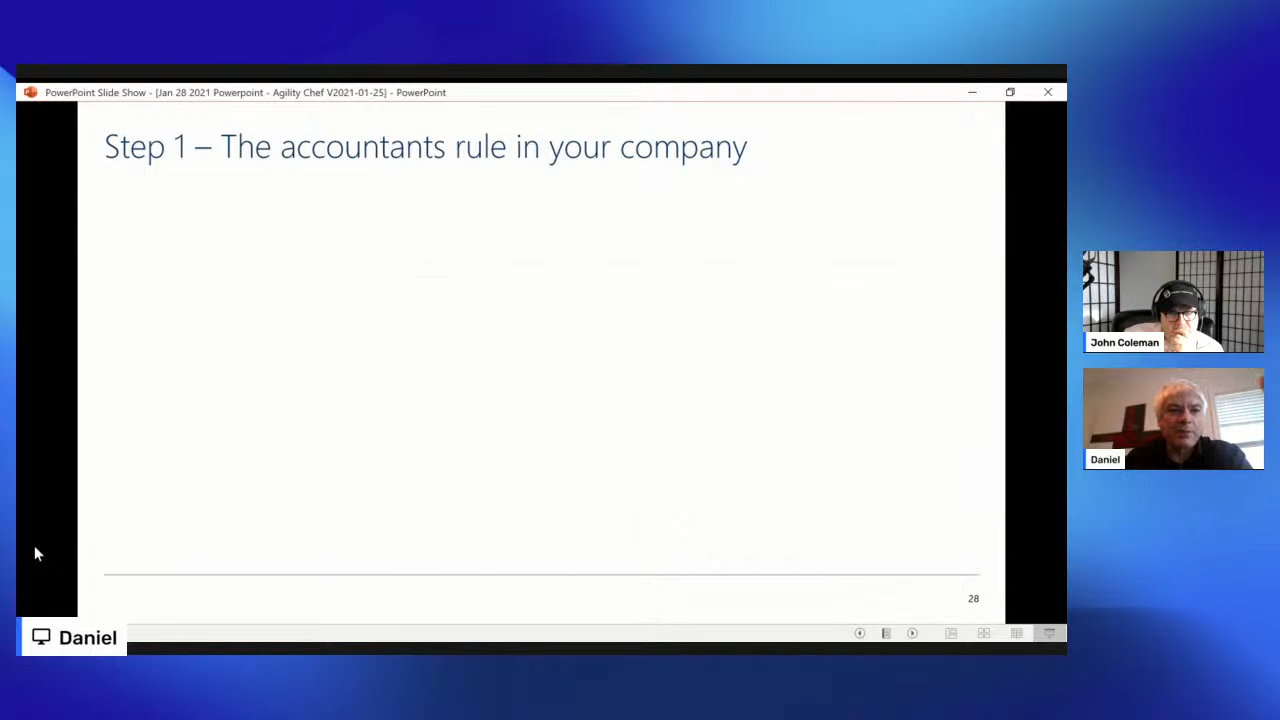 PowerPoint Slide Show - [Jan 28 2021 Powerpoint - Agility Chef V2021-01-25] - PowerPoint
Step 1 – The accountants rule in your company
28
John Coleman
Daniel
Daniel